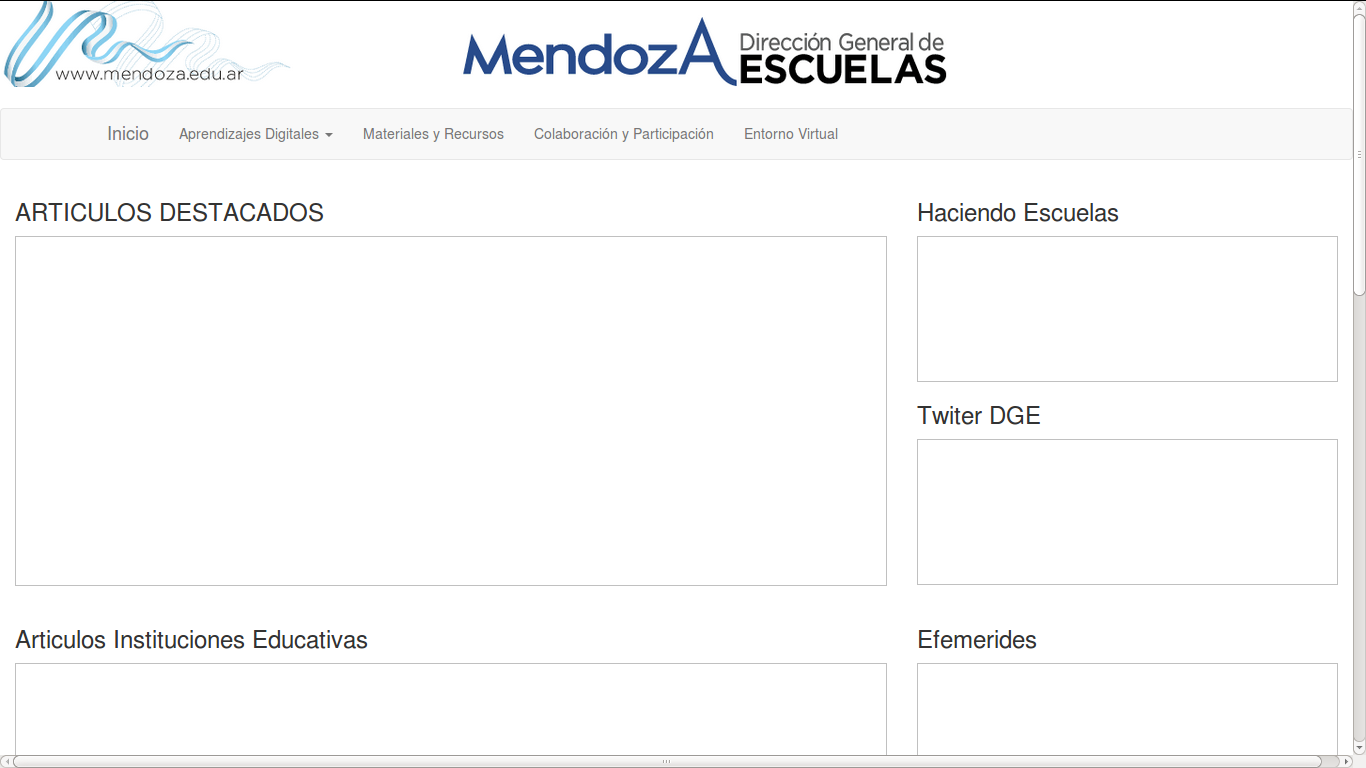 www.mendoza.edu.ar
MendozA Dirección General de
ESCUELAS
Inicio Aprendizajes Digitales Materiales y Recursos Colaboración y Participación Entorno Virtual
ARTICULOS DESTACADOS
Haciendo Escuelas
Twiter DGE
Articulos Instituciones Educativas
Efemerides